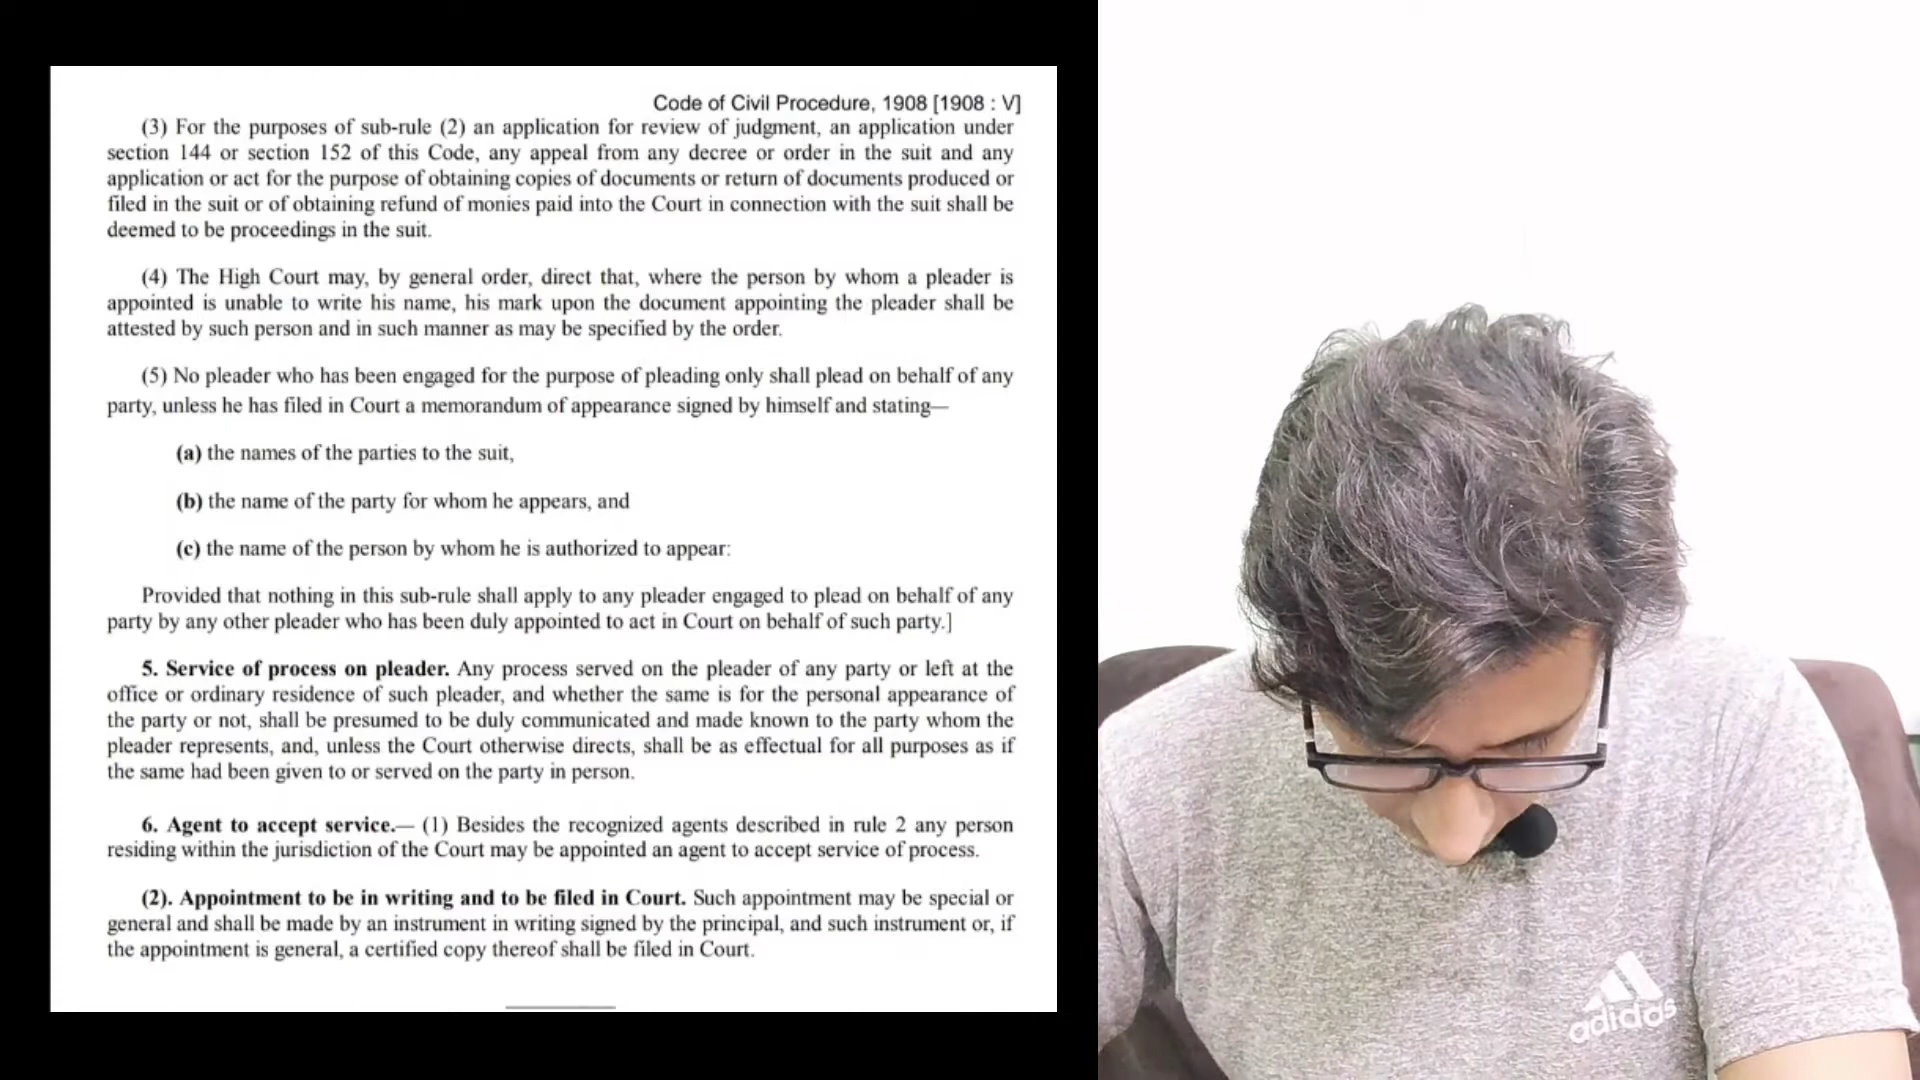 Code of Civil Procedure, 1908 [1908 : V]
(3) For the purposes of sub-rule (2) an application for review of judgment, an application under
section 144 or section 152 of this Code, any appeal from any decree or order in the suit and any
application or act for the purpose of obtaining copies of documents or return of documents produced or
filed in the suit or of obtaining refund of monies paid into the Court in connection with the suit shall be
deemed to be proceedings in the suit.
(4) The High Court may, by general order, direct that, where the person by whom a pleader is
appointed is unable to write his name, his mark upon the document appointing the pleader shall be
attested by such person and in such manner as may be specified by the order.
(5) No pleader who has been engaged for the purpose of pleading only shall plead on behalf of any
party, unless he has filed in Court a memorandum of appearance signed by himself and stating—
(a) the names of the parties to the suit,
(b) the name of the party for whom he appears, and
(c) the name of the person by whom he is authorized to appear:
Provided that nothing in this sub-rule shall apply to any pleader engaged to plead on behalf of any
party by any other pleader who has been duly appointed to act in Court on behalf of such party.]
5. Service of process on pleader. Any process served on the pleader of any party or left at the
office or ordinary residence of such pleader, and whether the same is for the personal appearance of
the party or not, shall be presumed to be duly communicated and made known to the party whom the
pleader represents, and, unless the Court otherwise directs, shall be as effectual for all purposes as if
the same had been given to or served on the party in person.
6. Agent to accept service.— (1) Besides the recognized agents described in rule 2 any person
residing within the jurisdiction of the Court may be appointed an agent to accept service of process.
(2). Appointment to be in writing and to be filed in Court. Such appointment may be special or
general and shall be made by an instrument in writing signed by the principal, and such instrument or, if
the appointment is general, a certified copy thereof shall be filed in Court.
adidas